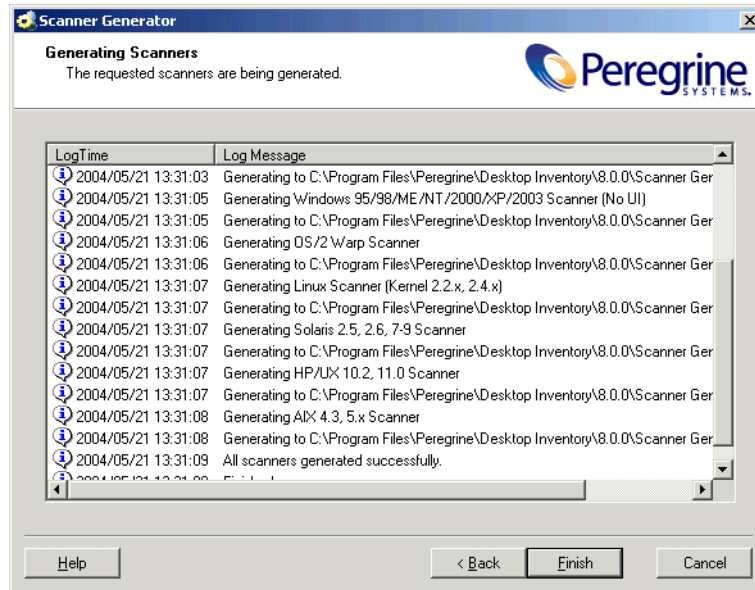 Scanner Generator
Generating Scanners
The requested scanners are being generated.
Peregrine
SYSTEMS
LogTime Log Message
2004/05/21 13:31:03 Generating to C:\Program Files\Peregrine\Desktop Inventory\8.0.0\Scanner Ger
2004/05/21 13:31:05 Generating Windows 95/98/ME/NT/2000/XP/2003 Scanner (No UI)
2004/05/21 13:31:05 Generating to C:\Program Files\Peregrine\Desktop Inventory\8.0.0\Scanner Ger
2004/05/21 13:31:06 Generating OS/2 Warp Scanner
2004/05/21 13:31:06 Generating to C:\Program Files\Peregrine\Desktop Inventory\8.0.0\Scanner Ger
2004/05/21 13:31:07 Generating Linux Scanner (Kernel 2.2.x, 2.4.x)
2004/05/21 13:31:07 Generating to C:\Program Files\Peregrine\Desktop Inventory\8.0.0\Scanner Ger
2004/05/21 13:31:07 Generating Solaris 2.5, 2.6, 7-9 Scanner
2004/05/21 13:31:07 Generating to C:\Program Files\Peregrine\Desktop Inventory\8.0.0\Scanner Ger
2004/05/21 13:31:07 Generating HP/UX 10.2, 11.0 Scanner
2004/05/21 13:31:07 Generating to C:\Program Files\Peregrine\Desktop Inventory\8.0.0\Scanner Ger
2004/05/21 13:31:08 Generating AIX 4.3, 5.x Scanner
2004/05/21 13:31:08 Generating to C:\Program Files\Peregrine\Desktop Inventory\8.0.0\Scanner Ger
2004/05/21 13:31:09 All scanners generated successfully.
Help < Back Finish Cancel